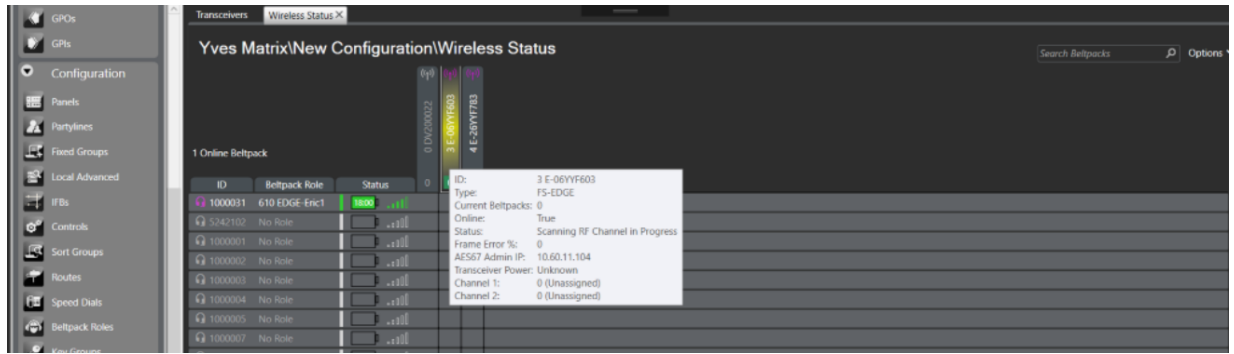 GPOs
GPIs
Configuration
Panels
Partylines
Fixed Groups
Local Advanced
IFBs
Controls
Sort Groups
Routes
Speed Dials
Beltpack Roles
Key Groups
Transceivers Wireless Status X
Yves Matrix\New Configuration\Wireless Status
Search Beltpacks Options
0 DV200022
3 E-06YYF603
4 E-26YYF783
1 Online Beltpack
ID Beltpack Role Status 0
1000031 610 EDGE-Eric1 18:00
5242102 No Role
1000001 No Role
1000002 No Role
1000003 No Role
1000004 No Role
1000005 No Role
1000007 No Role
ID: 3 E-06YYF603
Type: FS-EDGE
Current Beltpacks: 0
Online: True
Status: Scanning RF Channel in Progress
Frame Error %: 0
AES67 Admin IP: 10.60.11.104
Transceiver Power: Unknown
Channel 1: 0 (Unassigned)
Channel 2: 0 (Unassigned)